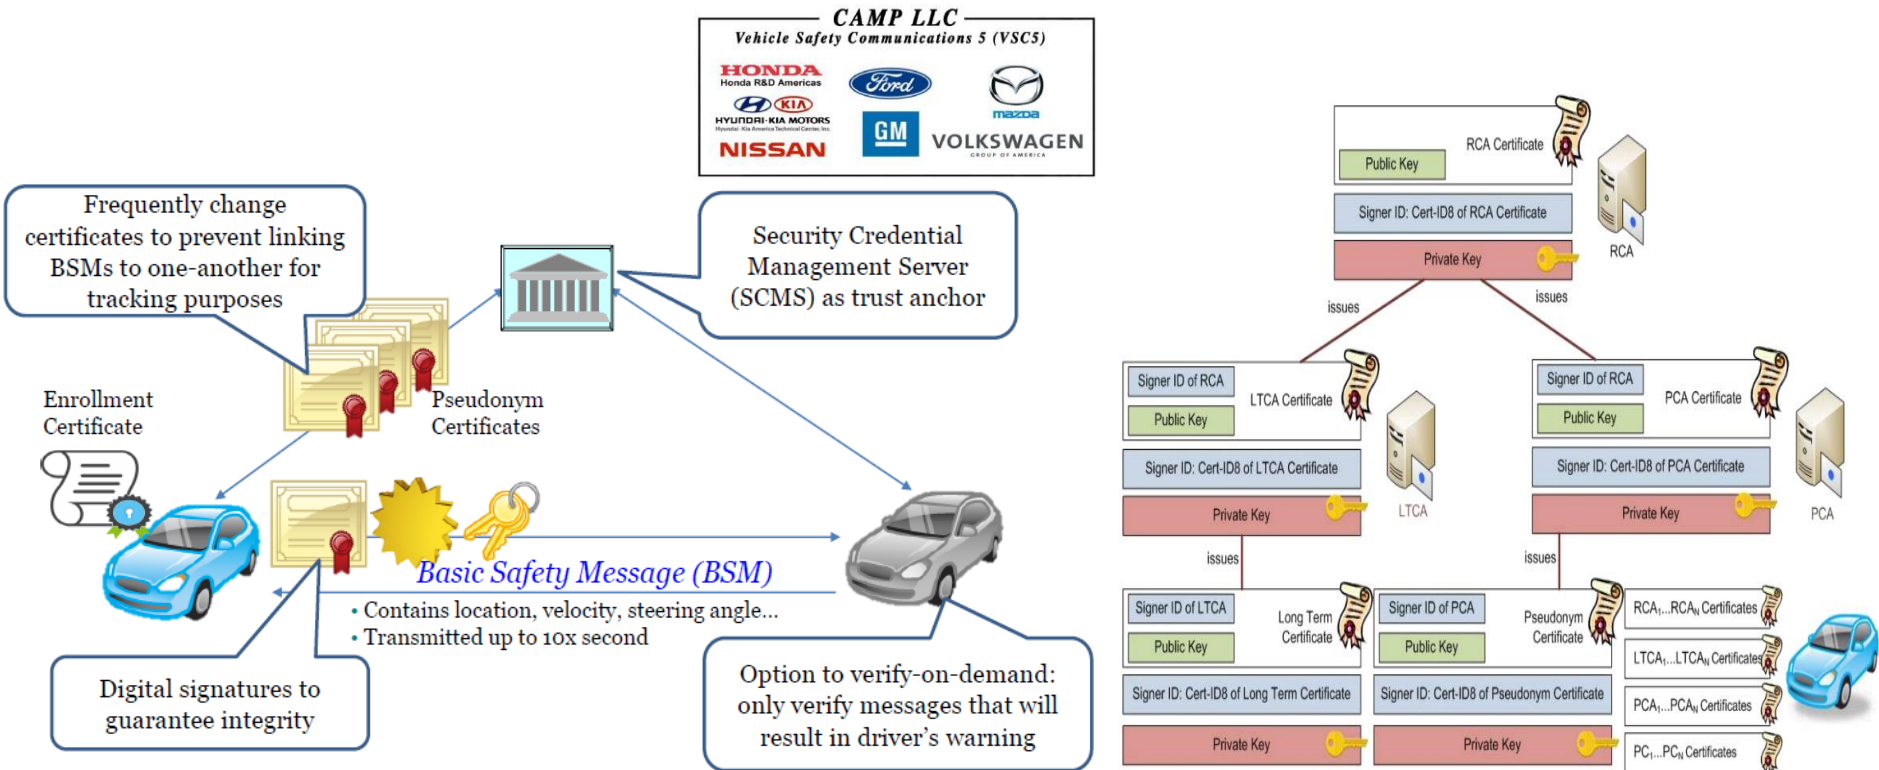 CAMP LLC
Vehicle Safety Communications 5 (VSC5)
HONDA
Honda R&D Americas
Ford
mazda
HYUNDAI KIA
HYUNDAI-KIA MOTORS
Hyundai - Kia America Technical Center, Inc
GM
VOLKSWAGEN
GROUP OF AMERICA
NISSAN
Frequently change
certificates to prevent linking
BSMs to one-another for
tracking purposes
Security Credential
Management Server
(SCMS) as trust anchor
Enrollment
Certificate
Pseudonym
Certificates
Basic Safety Message (BSM)
• Contains location, velocity, steering angle...
• Transmitted up to 10x second
Digital signatures to
guarantee integrity
Option to verify-on-demand:
only verify messages that will
result in driver's warning
RCA Certificate
Public Key
Signer ID: Cert-ID8 of RCA Certificate
Private Key
RCA
issues
issues
Signer ID of RCA
LTCA Certificate
Public Key
Signer ID: Cert-ID8 of LTCA Certificate
Private Key
LTCA
Signer ID of RCA
PCA Certificate
Public Key
Signer ID: Cert-ID8 of PCA Certificate
Private Key
PCA
issues
issues
Signer ID of LTCA
Long Term
Certificate
Public Key
Signer ID: Cert-ID8 of Long Term Certificate
Private Key
Signer ID of PCA
Pseudonym
Certificate
Public Key
Signer ID: Cert-ID8 of Pseudonym Certificate
Private Key
RCA₁...RCAₙ Certificates
LTCA₁...LTCAₙ Certificates
PCA₁...PCAₙ Certificates
PC₁...PCₙ Certificates